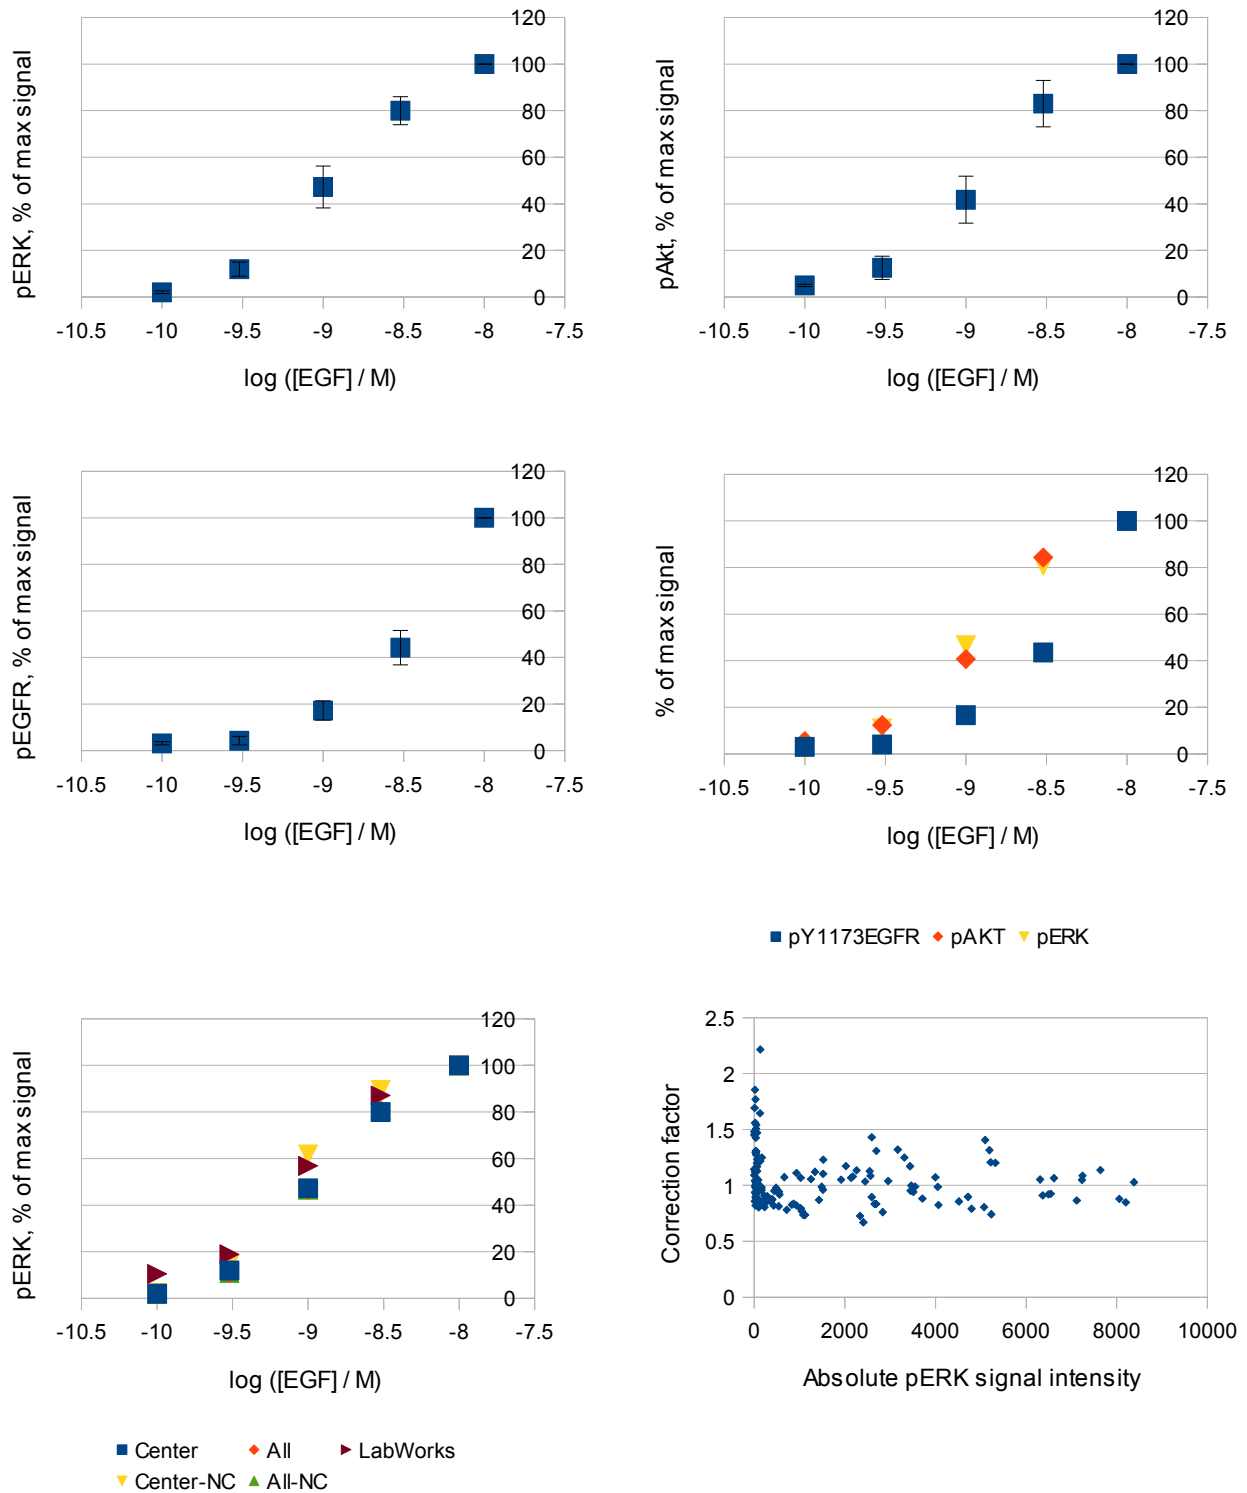 120
100
80
60
40
20
0
pERK, % of max signal
-10.5 -10 -9.5 -9 -8.5 -8 -7.5
log ([EGF] / M)
120
100
80
60
40
20
0
pAkt, % of max signal
-10.5 -10 -9.5 -9 -8.5 -8 -7.5
log ([EGF] / M)
120
100
80
60
40
20
0
pEGFR, % of max signal
-10.5 -10 -9.5 -9 -8.5 -8 -7.5
log ([EGF] / M)
120
100
80
60
40
20
0
% of max signal
-10.5 -10 -9.5 -9 -8.5 -8 -7.5
log ([EGF] / M)
pY1173EGFR pAKT pERK
120
100
80
60
40
20
0
pERK, % of max signal
-10.5 -10 -9.5 -9 -8.5 -8 -7.5
log ([EGF] / M)
Center All LabWorks
Center-NC All-NC
2.5
2
1.5
1
0.5
0
Correction factor
0 2000 4000 6000 8000 10000
Absolute pERK signal intensity